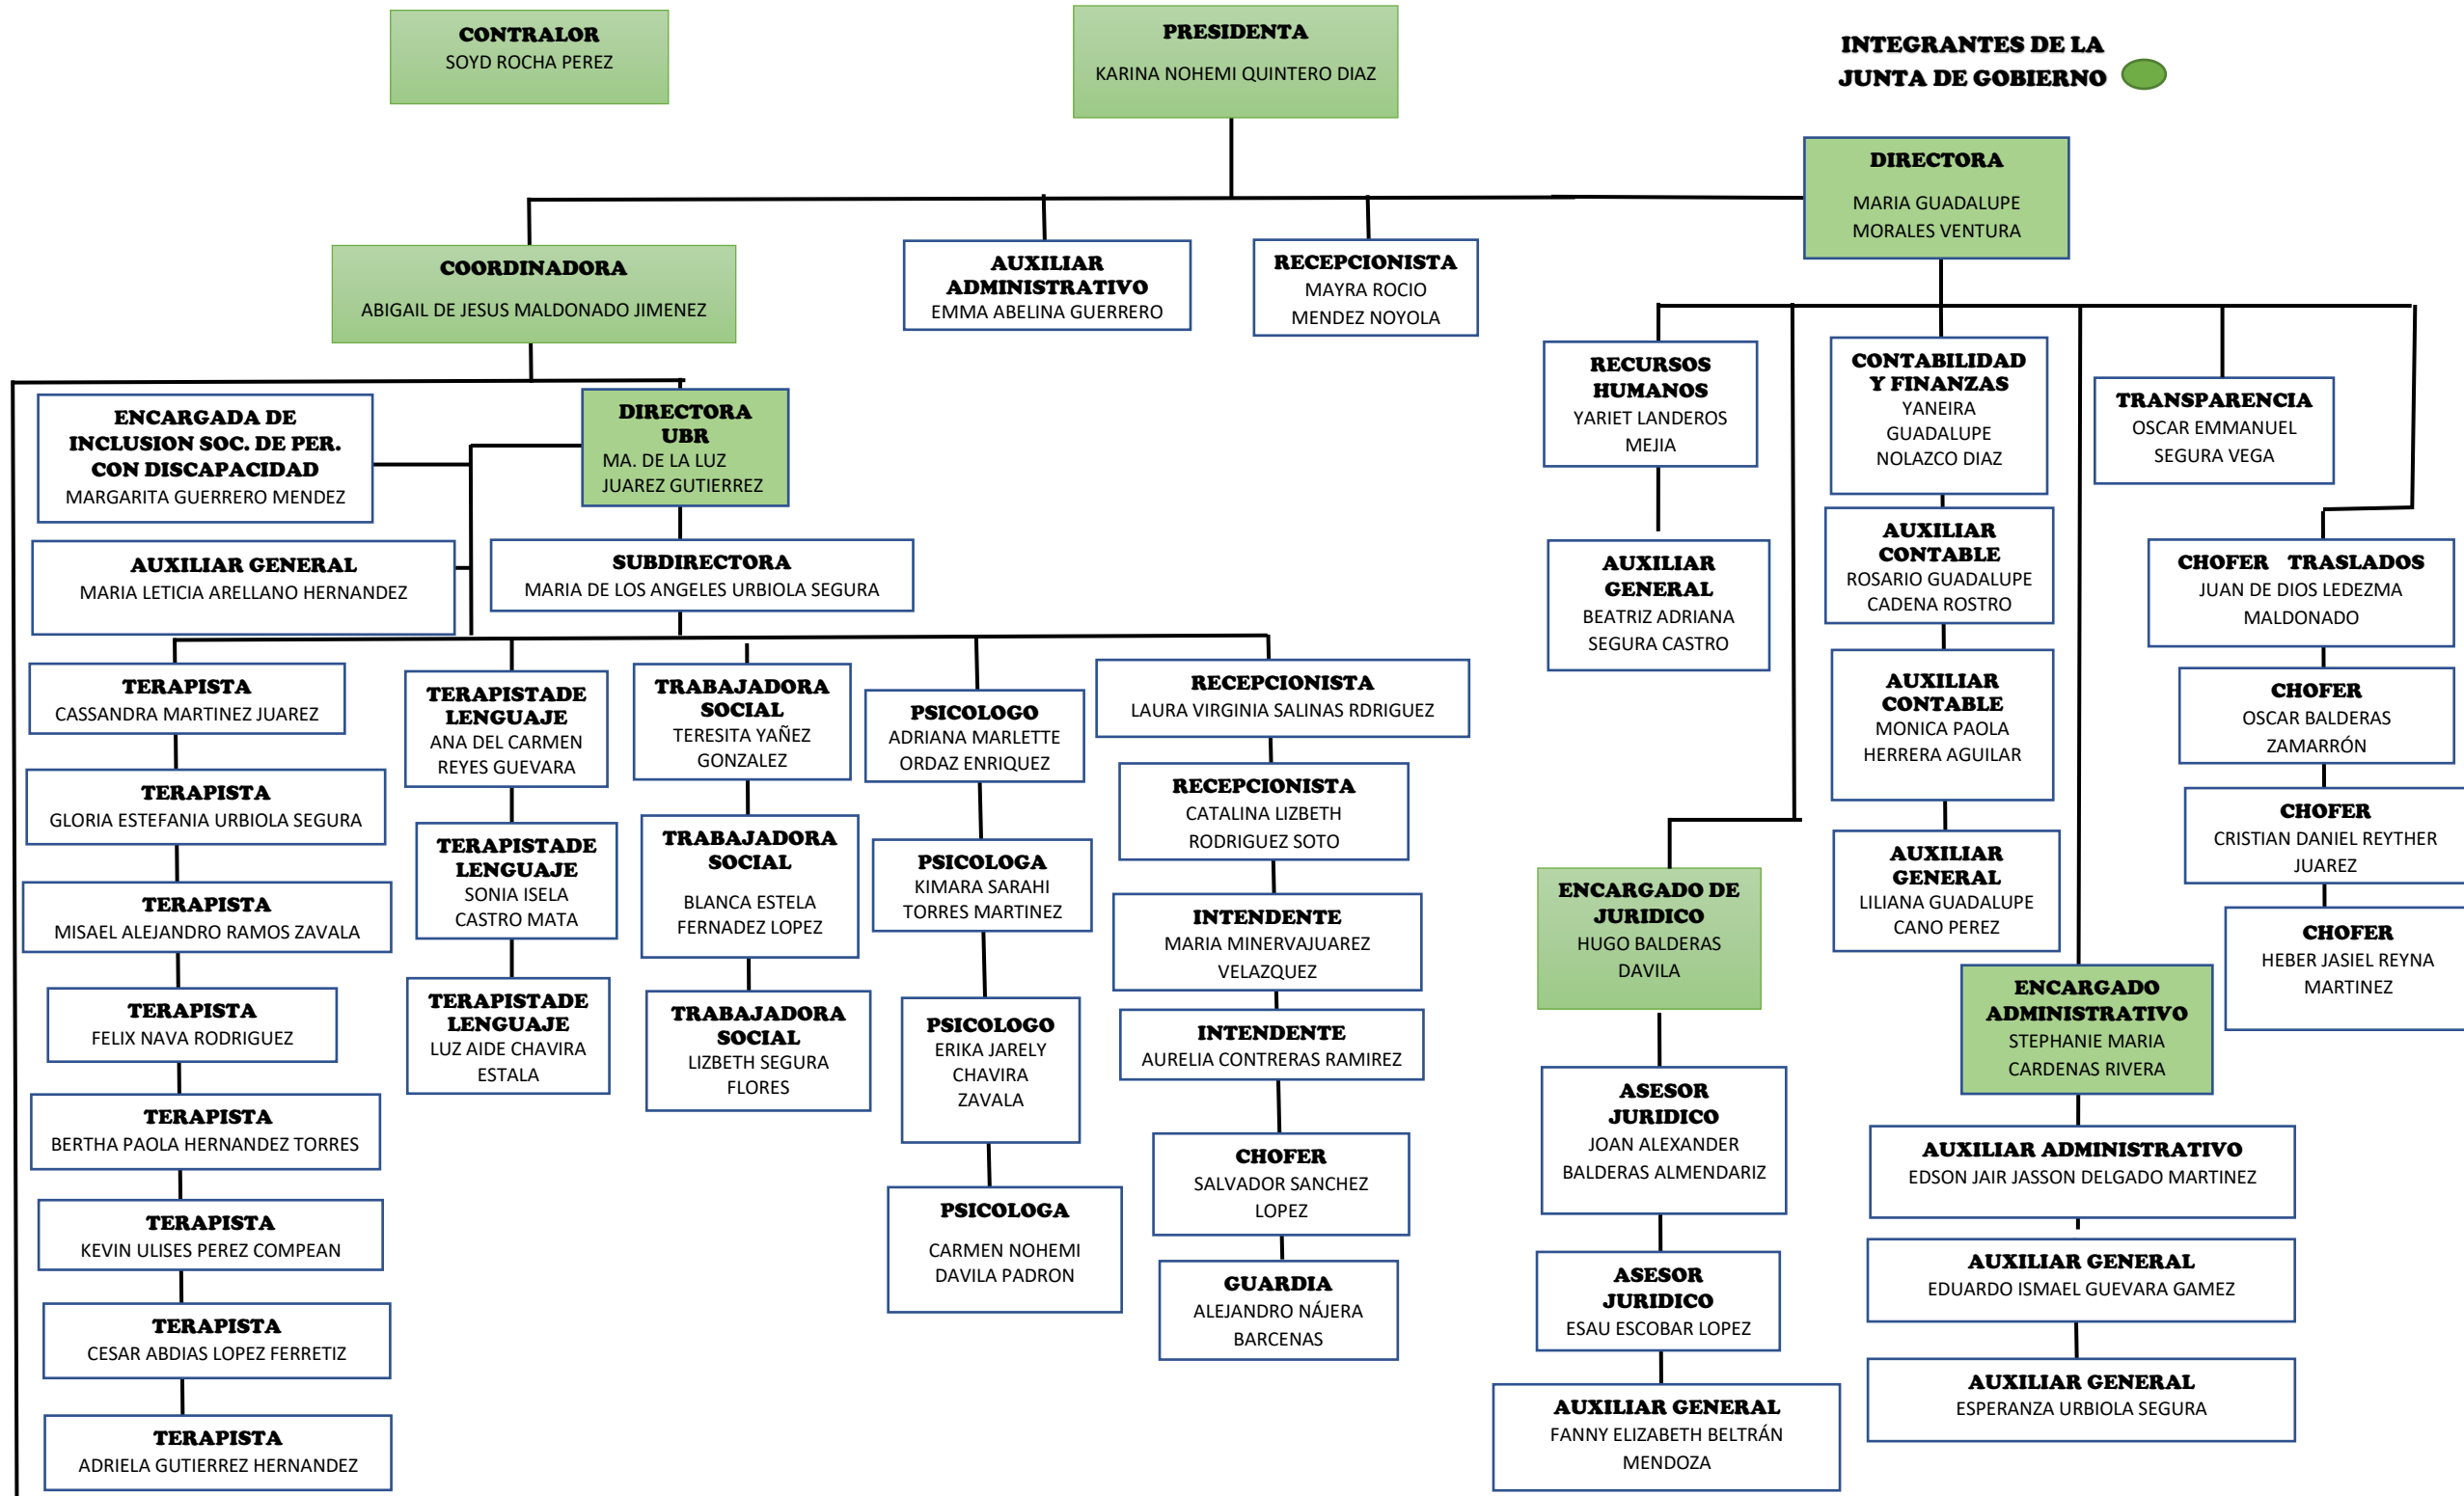 CONTRALOR
SOYD ROCHA PEREZ
PRESIDENTA
KARINA NOHEMI QUINTERO DIAZ
INTEGRANTES DE LA
JUNTA DE GOBIERNO
DIRECTORA
MARIA GUADALUPE
MORALES VENTURA
COORDINADORA
ABIGAIL DE JESUS MALDONADO JIMENEZ
AUXILIAR
ADMINISTRATIVO
EMMA ABELINA GUERRERO
RECEPCIONISTA
MAYRA ROCIO
MENDEZ NOYOLA
ENCARGADA DE
INCLUSION SOC. DE PER.
CON DISCAPACIDAD
MARGARITA GUERRERO MENDEZ
DIRECTORA
UBR
MA. DE LA LUZ
JUAREZ GUTIERREZ
AUXILIAR GENERAL
MARIA LETICIA ARELLANO HERNANDEZ
SUBDIRECTORA
MARIA DE LOS ANGELES URBIOLA SEGURA
TERAPISTA
CASSANDRA MARTINEZ JUAREZ
TERAPISTA
GLORIA ESTEFANIA URBIOLA SEGURA
TERAPISTA
MISAEL ALEJANDRO RAMOS ZAVALA
TERAPISTA
FELIX NAVA RODRIGUEZ
TERAPISTA
BERTHA PAOLA HERNANDEZ TORRES
TERAPISTA
KEVIN ULISES PEREZ COMPEAN
TERAPISTA
CESAR ABDIAS LOPEZ FERRETIZ
TERAPISTA
ADRIELA GUTIERREZ HERNANDEZ
TERAPISTADE
LENGUAJE
ANA DEL CARMEN
REYES GUEVARA
TERAPISTADE
LENGUAJE
SONIA ISELA
CASTRO MATA
TERAPISTADE
LENGUAJE
LUZ AIDE CHAVIRA
ESTALA
TRABAJADORA
SOCIAL
TERESITA YAÑEZ
GONZALEZ
TRABAJADORA
SOCIAL
BLANCA ESTELA
FERNADEZ LOPEZ
TRABAJADORA
SOCIAL
LIZBETH SEGURA
FLORES
PSICOLOGO
ADRIANA MARLETTE
ORDAZ ENRIQUEZ
PSICOLOGA
KIMARA SARAHI
TORRES MARTINEZ
PSICOLOGO
ERIKA JARELY
CHAVIRA
ZAVALA
PSICOLOGA
CARMEN NOHEMI
DAVILA PADRON
RECEPCIONISTA
LAURA VIRGINIA SALINAS RDRIGUEZ
RECEPCIONISTA
CATALINA LIZBETH
RODRIGUEZ SOTO
INTENDENTE
MARIA MINERVAJUAREZ
VELAZQUEZ
INTENDENTE
AURELIA CONTRERAS RAMIREZ
CHOFER
SALVADOR SANCHEZ
LOPEZ
GUARDIA
ALEJANDRO NÁJERA
BARCENAS
RECURSOS
HUMANOS
YARIET LANDEROS
MEJIA
AUXILIAR
GENERAL
BEATRIZ ADRIANA
SEGURA CASTRO
ENCARGADO DE
JURIDICO
HUGO BALDERAS
DAVILA
ASESOR
JURIDICO
JOAN ALEXANDER
BALDERAS ALMENDARIZ
ASESOR
JURIDICO
ESAU ESCOBAR LOPEZ
AUXILIAR GENERAL
FANNY ELIZABETH BELTRÁN
MENDOZA
CONTABILIDAD
Y FINANZAS
YANEIRA
GUADALUPE
NOLAZCO DIAZ
AUXILIAR
CONTABLE
ROSARIO GUADALUPE
CADENA ROSTRO
AUXILIAR
CONTABLE
MONICA PAOLA
HERRERA AGUILAR
AUXILIAR
GENERAL
LILIANA GUADALUPE
CANO PEREZ
ENCARGADO
ADMINISTRATIVO
STEPHANIE MARIA
CARDENAS RIVERA
AUXILIAR ADMINISTRATIVO
EDSON JAIR JASSON DELGADO MARTINEZ
AUXILIAR GENERAL
EDUARDO ISMAEL GUEVARA GAMEZ
AUXILIAR GENERAL
ESPERANZA URBIOLA SEGURA
TRANSPARENCIA
OSCAR EMMANUEL
SEGURA VEGA
CHOFER TRASLADOS
JUAN DE DIOS LEDEZMA
MALDONADO
CHOFER
OSCAR BALDERAS
ZAMARRÓN
CHOFER
CRISTIAN DANIEL REYTHER
JUAREZ
CHOFER
HEBER JASIEL REYNA
MARTINEZ